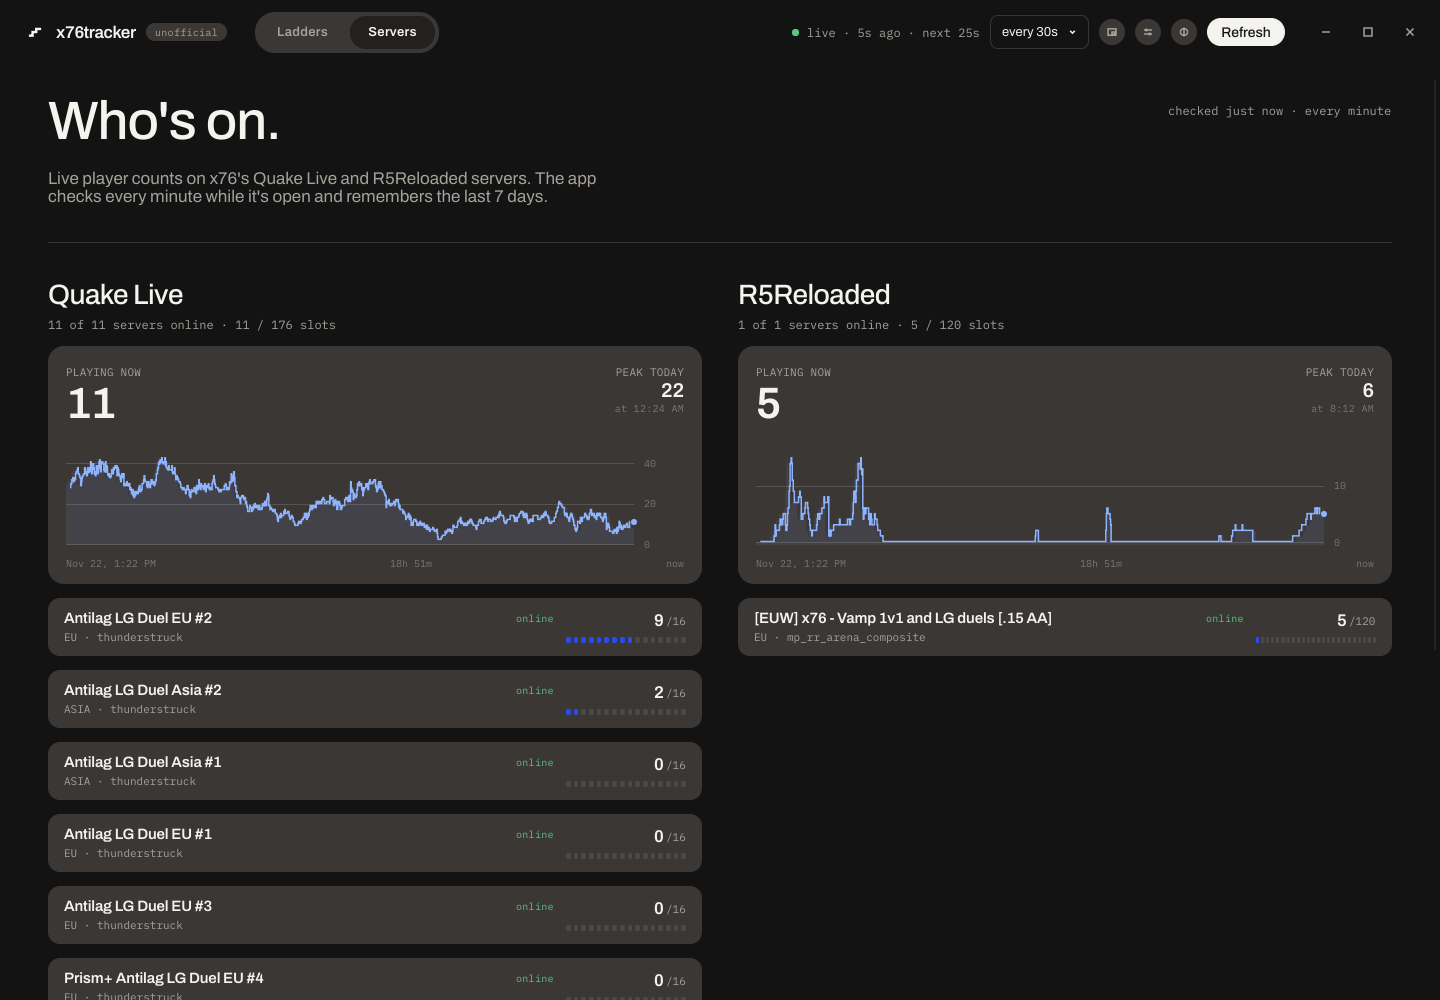 x76tracker unofficial Ladders Servers live · 5s ago · next 25s every 30s Refresh
Who's on.
checked just now · every minute
Live player counts on x76's Quake Live and R5Reloaded servers. The app
checks every minute while it's open and remembers the last 7 days.
Quake Live
11 of 11 servers online · 11 / 176 slots
PLAYING NOW
11
PEAK TODAY
22
at 12:24 AM
40
20
0
Nov 22, 1:22 PM 18h 51m now
Antilag LG Duel EU #2 online 9 /16
EU · thunderstruck
Antilag LG Duel Asia #2 online 2 /16
ASIA · thunderstruck
Antilag LG Duel Asia #1 online 0 /16
ASIA · thunderstruck
Antilag LG Duel EU #1 online 0 /16
EU · thunderstruck
Antilag LG Duel EU #3 online 0 /16
EU · thunderstruck
Prism+ Antilag LG Duel EU #4 online 0 /16
EU · thunderstruck
R5Reloaded
1 of 1 servers online · 5 / 120 slots
PLAYING NOW
5
PEAK TODAY
6
at 8:12 AM
10
0
Nov 22, 1:22 PM 18h 51m now
[EUW] x76 - Vamp 1v1 and LG duels [.15 AA] online 5 /120
EU · mp_rr_arena_composite